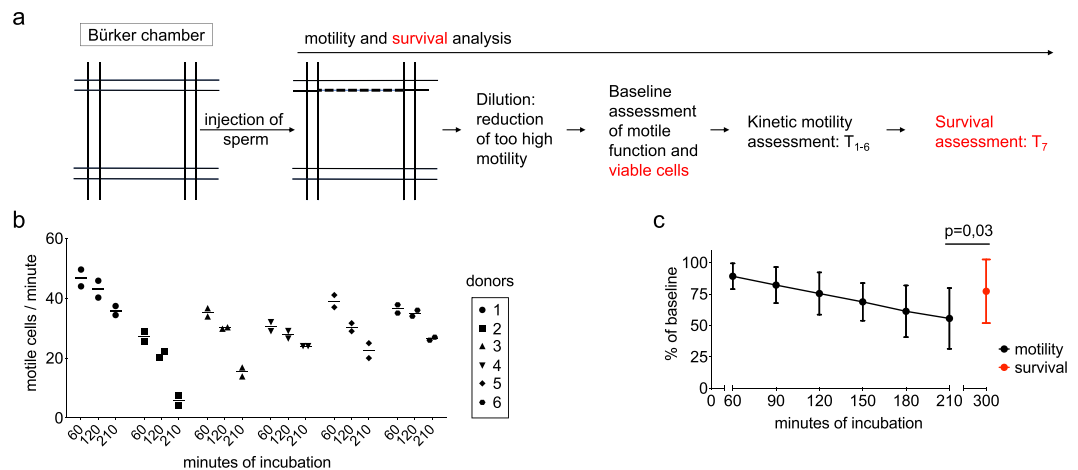 a
Bürker chamber
motility and survival analysis
injection of
sperm
Dilution:
reduction
of too high
motility
Baseline
assessment
of motile
function and
viable cells
Kinetic motility
assessment: T1-6
Survival
assessment: T7
b
motile cells / minute
60
40
20
0
60
120
210
60
120
210
60
120
210
60
120
210
60
120
210
60
120
210
minutes of incubation
donors
1
2
3
4
5
6
c
p=0,03
% of baseline
100
75
50
25
0
0 60 90 120 150 180 210 300
minutes of incubation
motility
survival